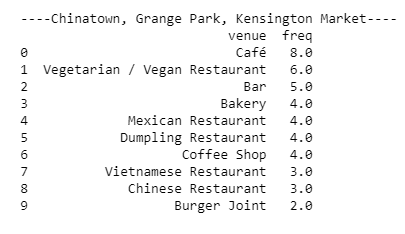 ----Chinatown, Grange Park, Kensington Market----
venue freq
0 Café 8.0
1 Vegetarian / Vegan Restaurant 6.0
2 Bar 5.0
3 Bakery 4.0
4 Mexican Restaurant 4.0
5 Dumpling Restaurant 4.0
6 Coffee Shop 4.0
7 Vietnamese Restaurant 3.0
8 Chinese Restaurant 3.0
9 Burger Joint 2.0